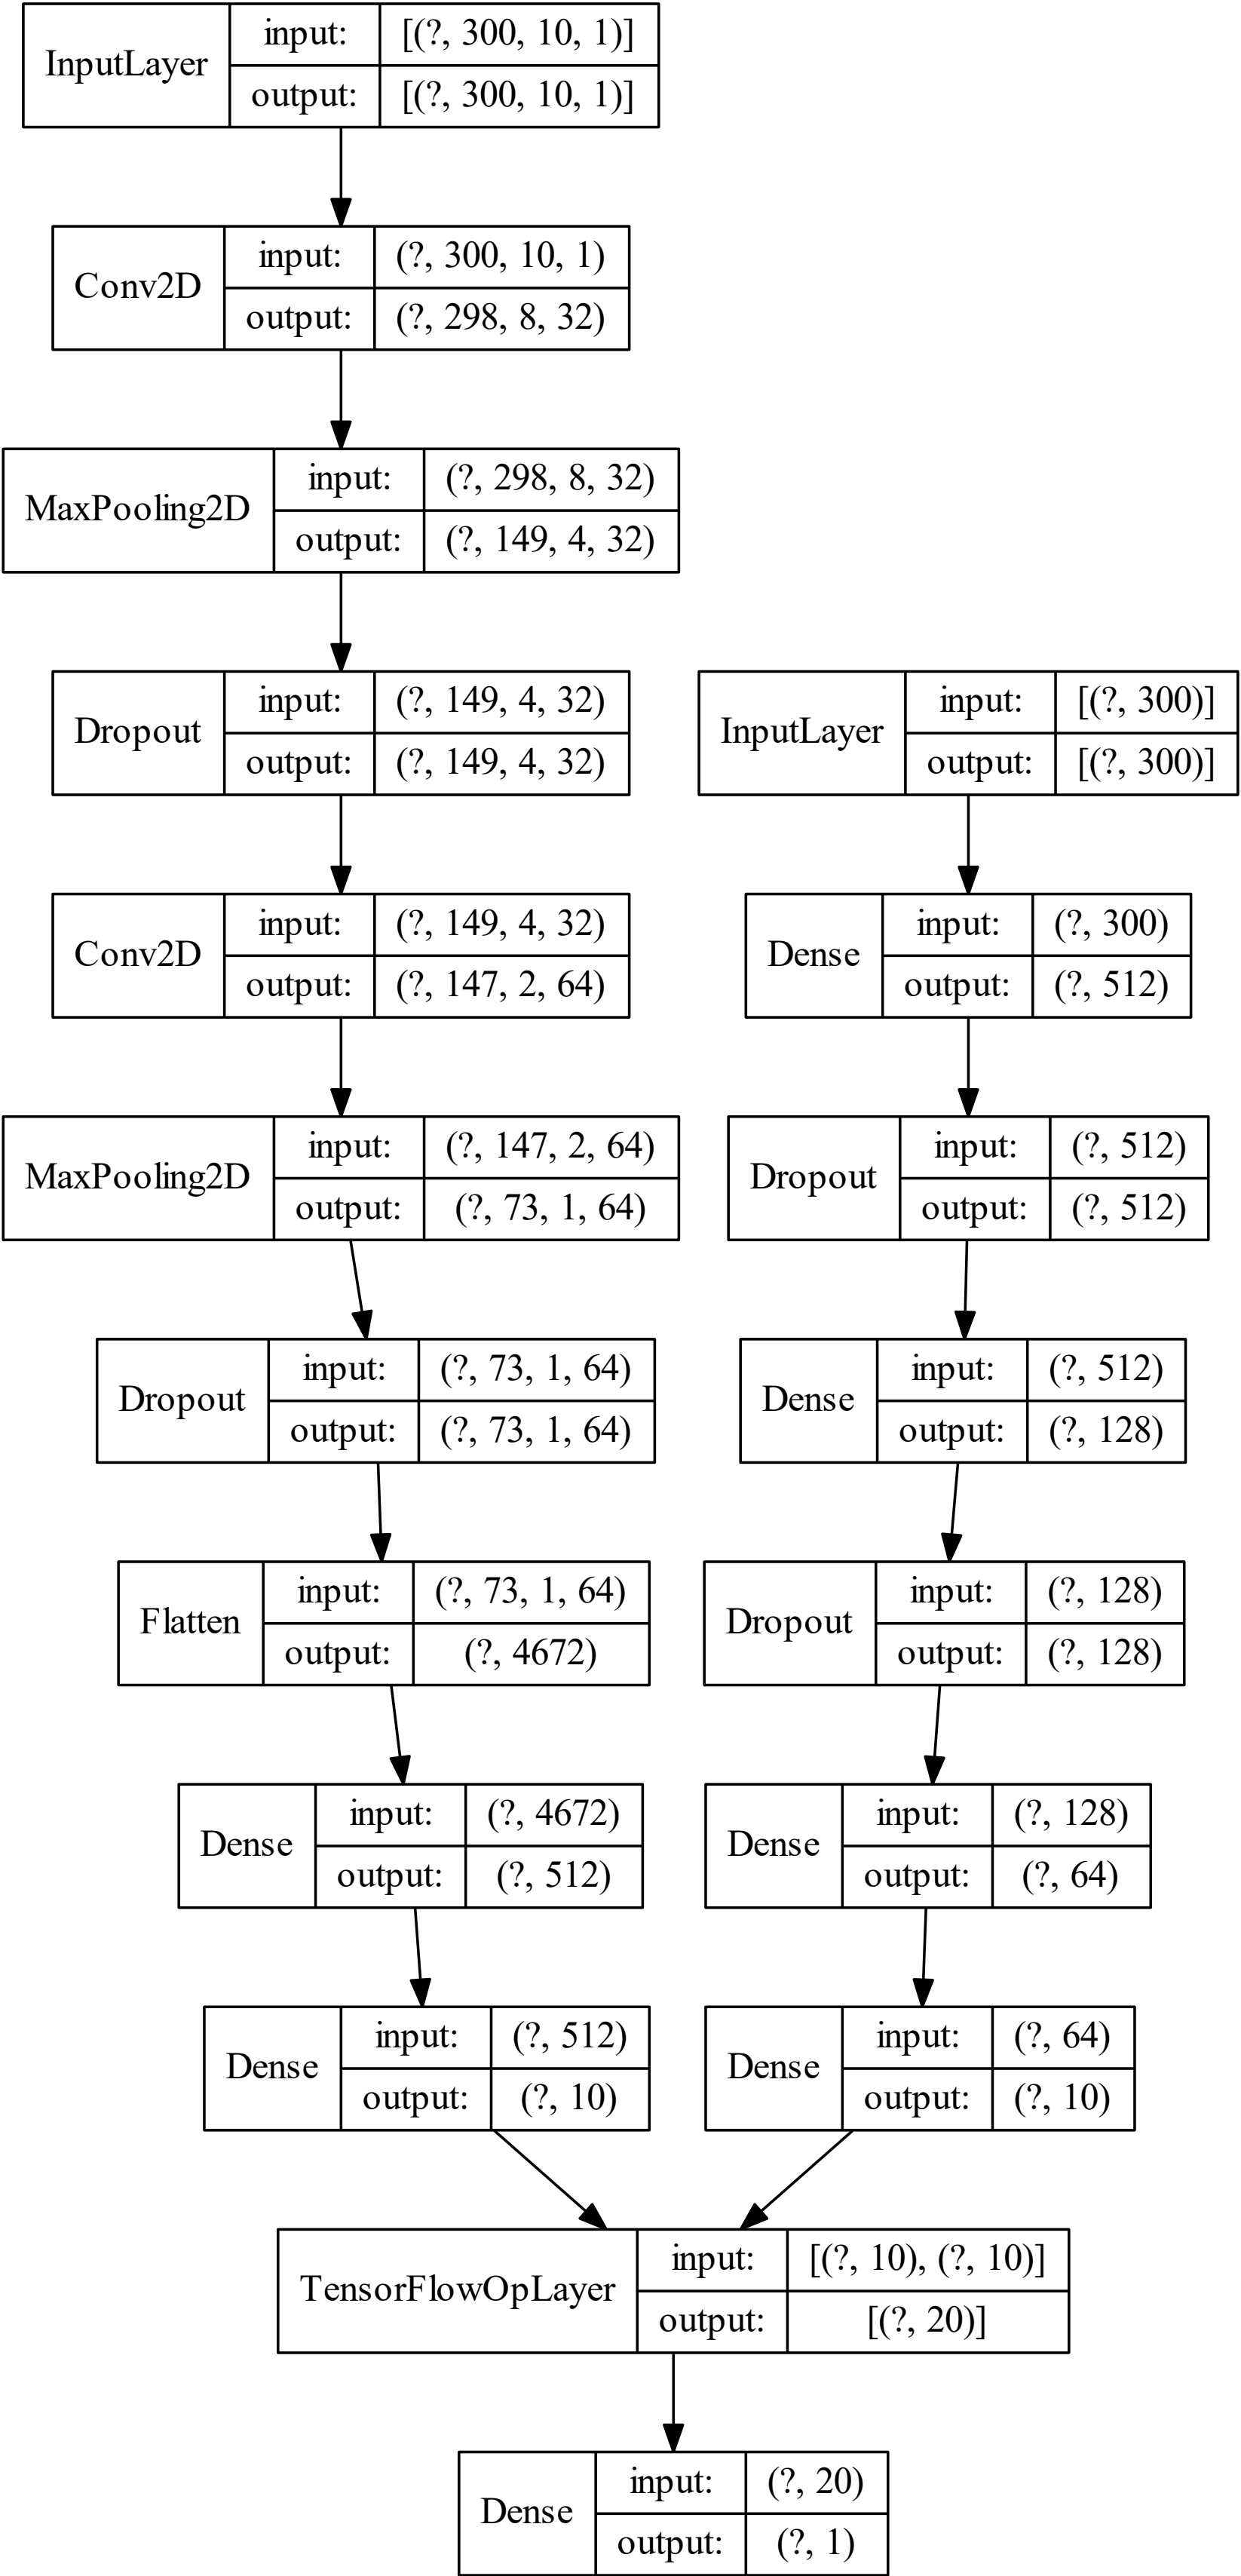 InputLayer
input:
[(?, 300, 10, 1)]
output:
[(?, 300, 10, 1)]
Conv2D
input:
(?, 300, 10, 1)
output:
(?, 298, 8, 32)
MaxPooling2D
input:
(?, 298, 8, 32)
output:
(?, 149, 4, 32)
Dropout
input:
(?, 149, 4, 32)
output:
(?, 149, 4, 32)
InputLayer
input:
[(?, 300)]
output:
[(?, 300)]
Conv2D
input:
(?, 149, 4, 32)
output:
(?, 147, 2, 64)
Dense
input:
(?, 300)
output:
(?, 512)
MaxPooling2D
input:
(?, 147, 2, 64)
output:
(?, 73, 1, 64)
Dropout
input:
(?, 512)
output:
(?, 512)
Dropout
input:
(?, 73, 1, 64)
output:
(?, 73, 1, 64)
Dense
input:
(?, 512)
output:
(?, 128)
Flatten
input:
(?, 73, 1, 64)
output:
(?, 4672)
Dropout
input:
(?, 128)
output:
(?, 128)
Dense
input:
(?, 4672)
output:
(?, 512)
Dense
input:
(?, 128)
output:
(?, 64)
Dense
input:
(?, 512)
output:
(?, 10)
Dense
input:
(?, 64)
output:
(?, 10)
TensorFlowOpLayer
input:
[(?, 10), (?, 10)]
output:
[(?, 20)]
Dense
input:
(?, 20)
output:
(?, 1)